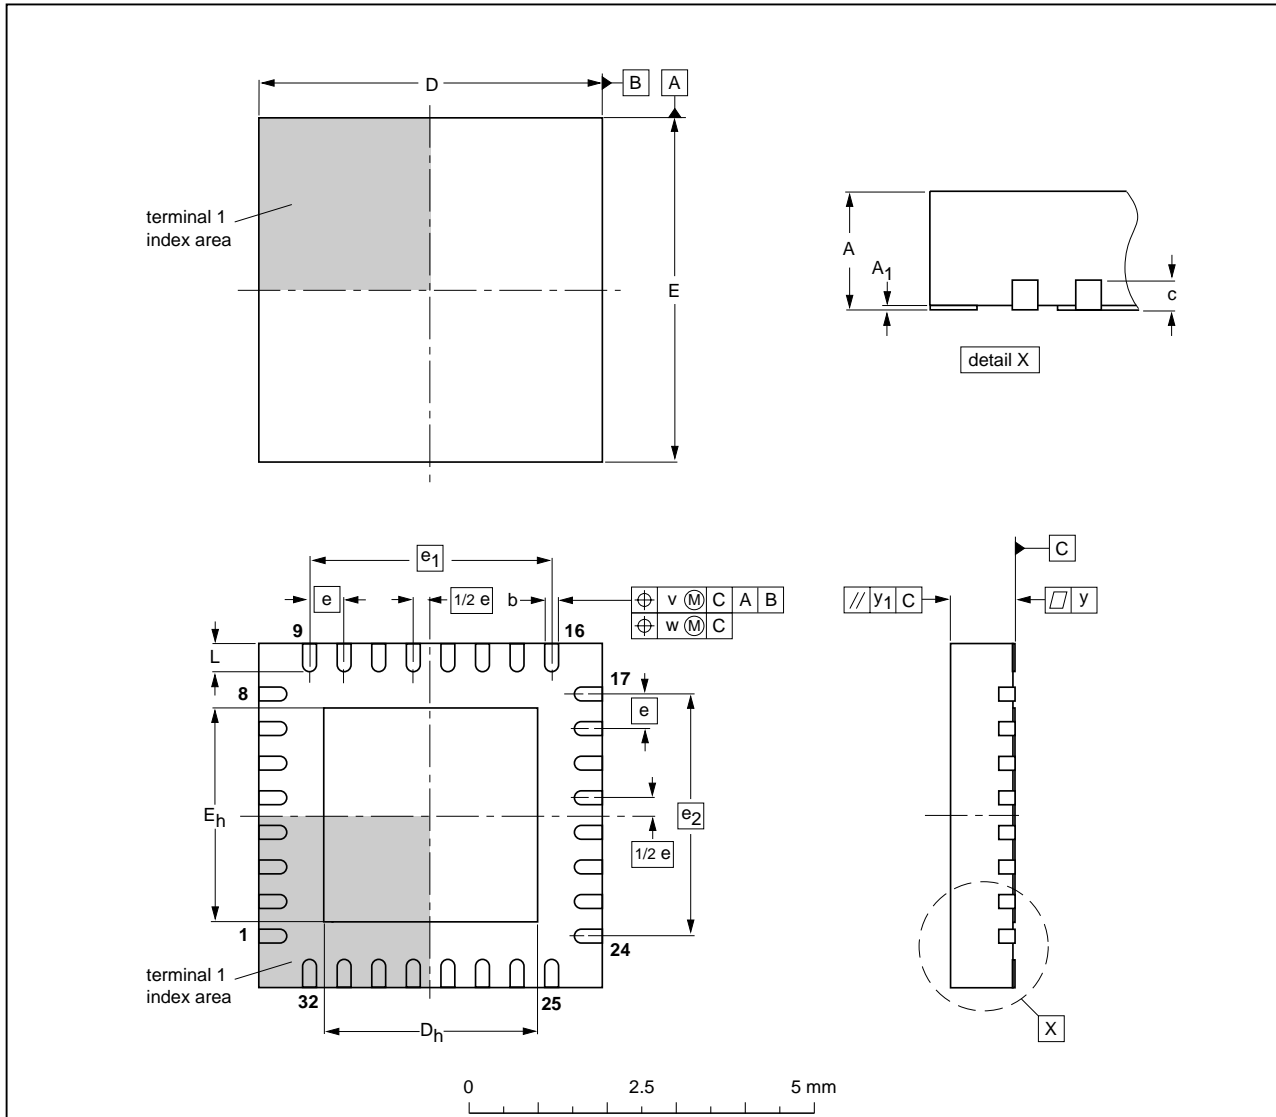 D
B A
terminal 1
index area
E
A
A1
c
detail X
e1
e
1/2 e
b
⌖ v Ⓜ C A B
⌖ w Ⓜ C
9
16
L
8
17
e
Eh
e2
1/2 e
1
24
terminal 1
index area
32
25
Dh
C
// y1 C
⏥ y
X
0 2.5 5 mm